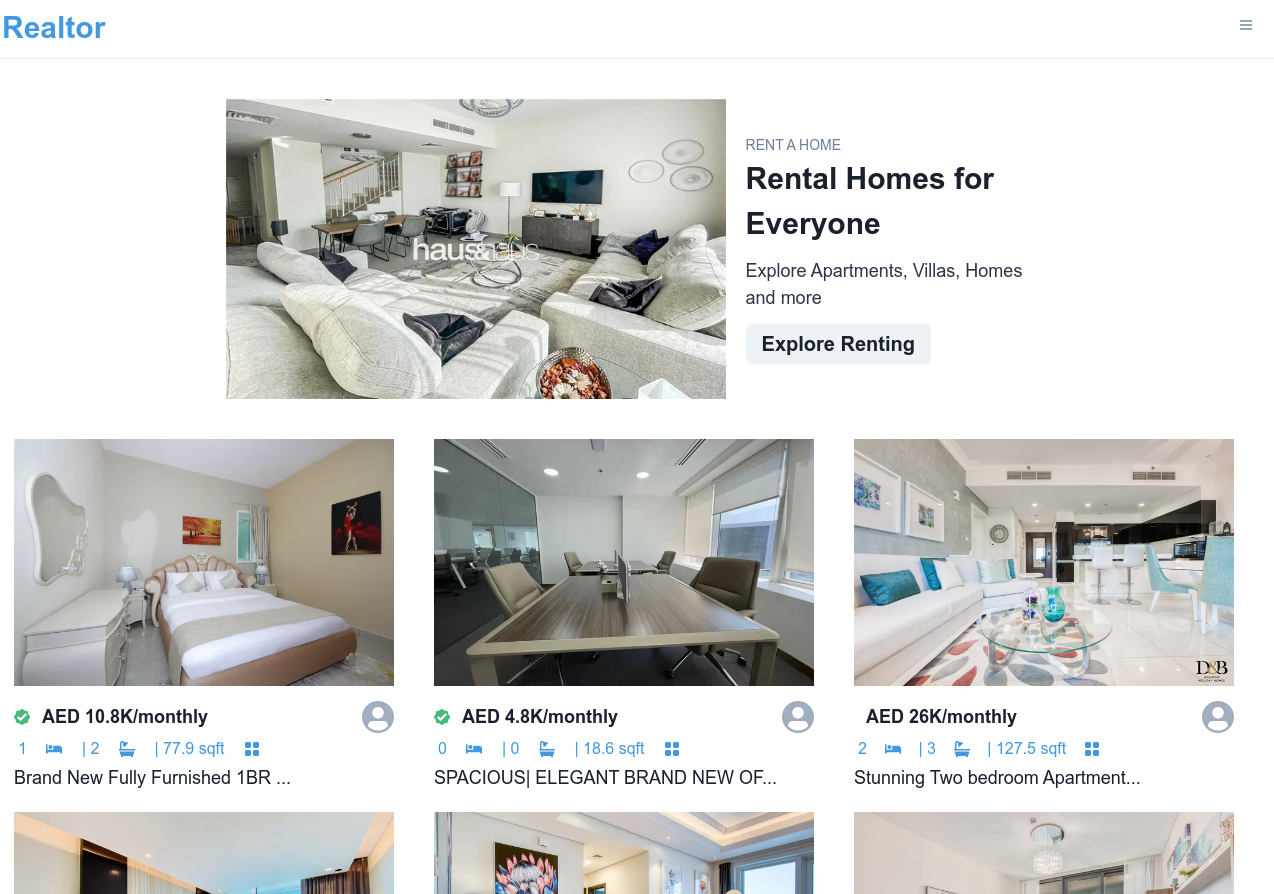 Realtor
haus&haus
RENT A HOME
Rental Homes for
Everyone
Explore Apartments, Villas, Homes
and more
Explore Renting
D&B
AED 10.8K/monthly
1 | 2 | 77.9 sqft
Brand New Fully Furnished 1BR ...
AED 4.8K/monthly
0 | 0 | 18.6 sqft
SPACIOUS| ELEGANT BRAND NEW OF...
AED 26K/monthly
2 | 3 | 127.5 sqft
Stunning Two bedroom Apartment...